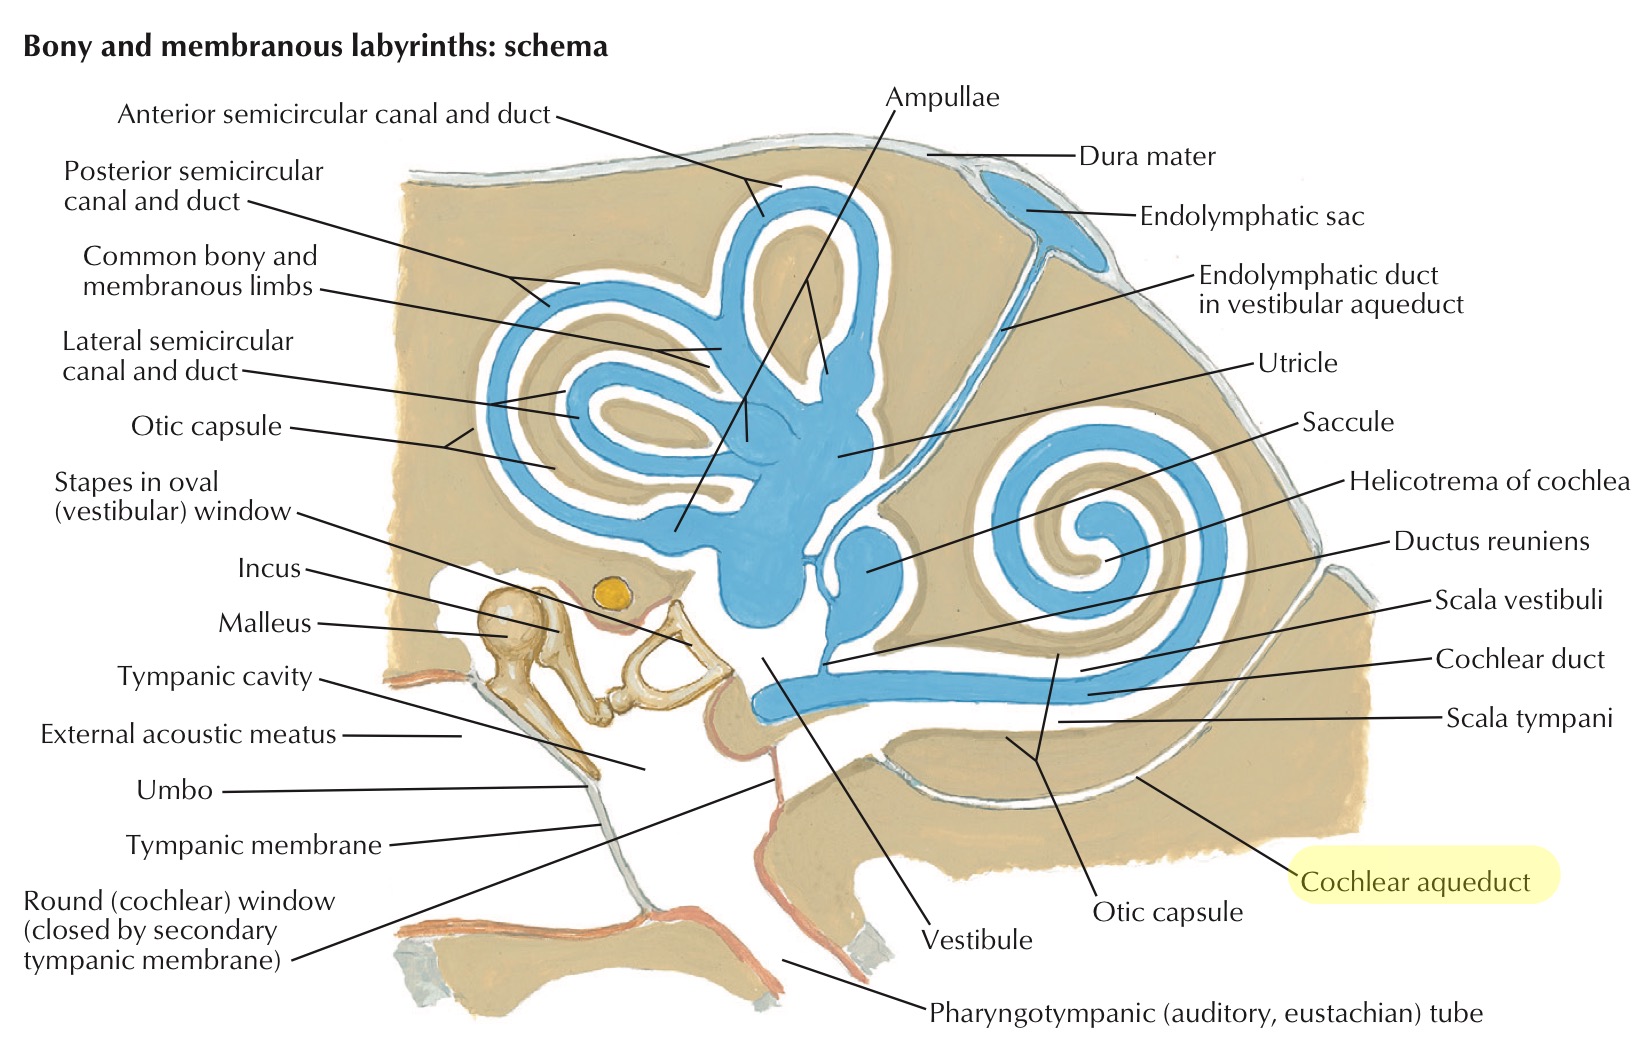 Bony and membranous labyrinths: schema
Anterior semicircular canal and duct
Posterior semicircular
canal and duct
Common bony and
membranous limbs
Lateral semicircular
canal and duct
Otic capsule
Stapes in oval
(vestibular) window
Incus
Malleus
Tympanic cavity
External acoustic meatus
Umbo
Tympanic membrane
Round (cochlear) window
(closed by secondary
tympanic membrane)
Ampullae
Dura mater
Endolymphatic sac
Endolymphatic duct
in vestibular aqueduct
Utricle
Saccule
Helicotrema of cochlea
Ductus reuniens
Scala vestibuli
Cochlear duct
Scala tympani
Cochlear aqueduct
Otic capsule
Vestibule
Pharyngotympanic (auditory, eustachian) tube